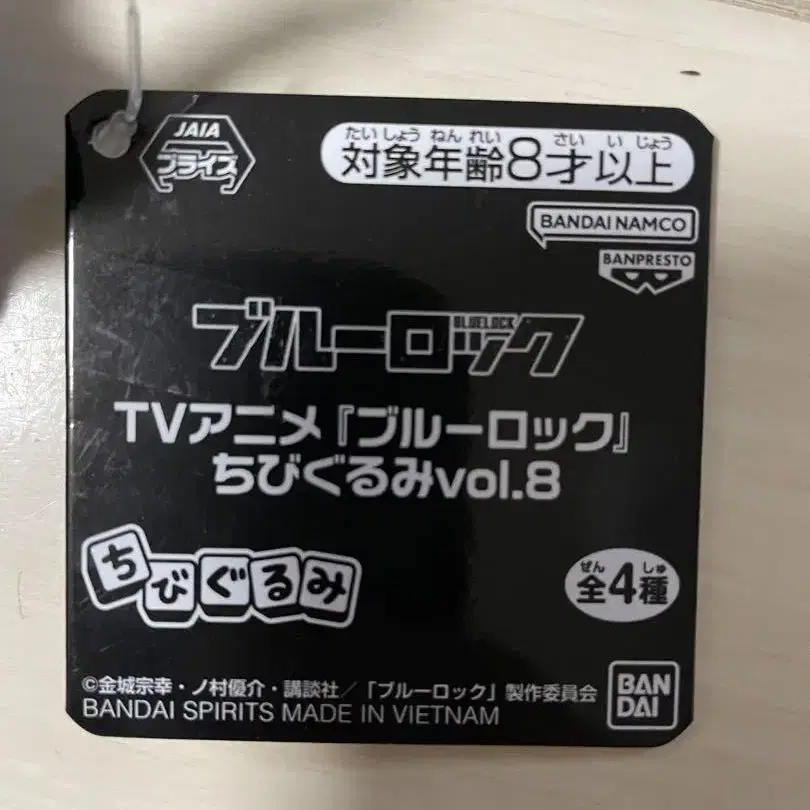 JAIA
プライズ
たいしょうねんれい さいいじょう
対象年齢8才以上
BANDAI NAMCO
BANPRESTO
BLUELOCK
ブルーロック
TVアニメ『ブルーロック』
ちびぐるみvol.8
ちびぐるみ
ぜん しゅ
全4種
©金城宗幸・ノ村優介・講談社/「ブルーロック」製作委員会
BANDAI SPIRITS MADE IN VIETNAM
BAN
DAI